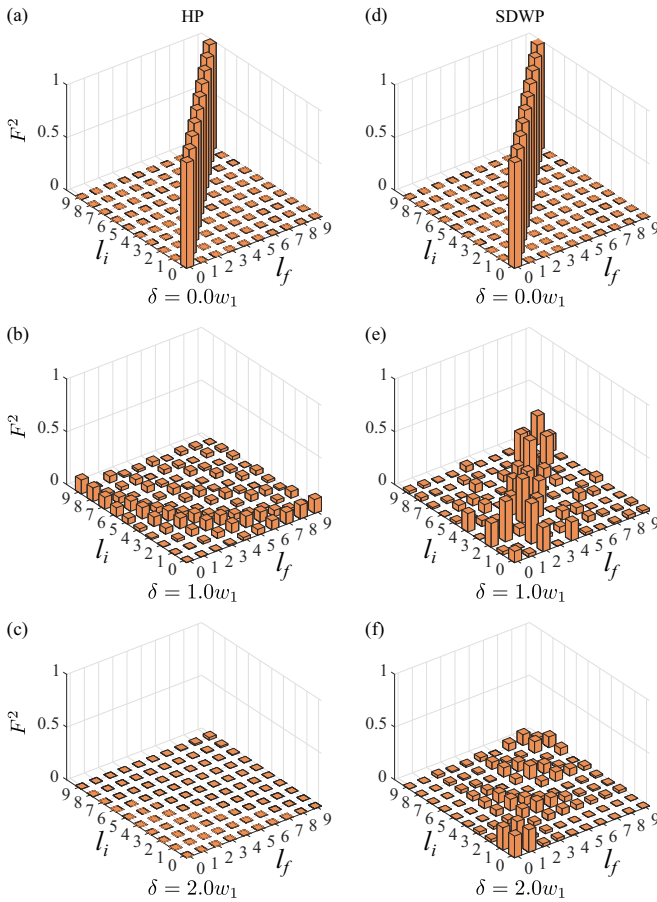 (a)
HP
(d)
SDWP
1
0.5
0
F²
9 8 7 6 5 4 3 2 1 0
0 1 2 3 4 5 6 7 8 9
l_i
l_f
δ = 0.0w₁
1
0.5
0
9 8 7 6 5 4 3 2 1 0
0 1 2 3 4 5 6 7 8 9
l_i
l_f
δ = 0.0w₁
(b)
1
0.5
0
F²
9 8 7 6 5 4 3 2 1 0
0 1 2 3 4 5 6 7 8 9
l_i
l_f
δ = 1.0w₁
(e)
1
0.5
0
9 8 7 6 5 4 3 2 1 0
0 1 2 3 4 5 6 7 8 9
l_i
l_f
δ = 1.0w₁
(c)
1
0.5
0
F²
9 8 7 6 5 4 3 2 1 0
0 1 2 3 4 5 6 7 8 9
l_i
l_f
δ = 2.0w₁
(f)
1
0.5
0
9 8 7 6 5 4 3 2 1 0
0 1 2 3 4 5 6 7 8 9
l_i
l_f
δ = 2.0w₁